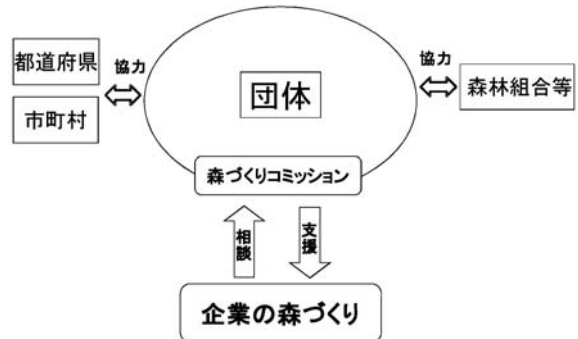 都道府県
市町村
協力
団体
協力
森林組合等
森づくりコミッション
相談
支援
企業の森づくり